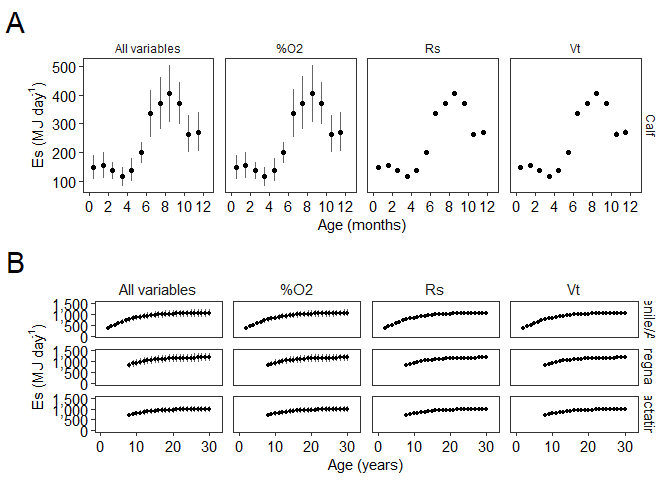 A
All variables %O2 Rs Vt
500
400
300
200
100
Es (MJ day-1)
Calf
0 2 4 6 8 10 12 0 2 4 6 8 10 12 0 2 4 6 8 10 12 0 2 4 6 8 10 12
Age (months)
B
All variables %O2 Rs Vt
1,500
1,000
500
0
enile/A
1,500
1,000
500
0
regna
1,500
1,000
500
0
actatin
Es (MJ day-1)
0 10 20 30 0 10 20 30 0 10 20 30 0 10 20 30
Age (years)